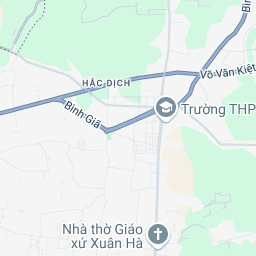 Võ Văn Kiệt
HẮC DỊCH
Bình Giã
Trường THP
Nhà thờ Giáo
xứ Xuân Hà